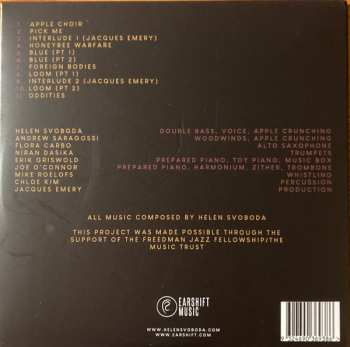 1 APPLE CHOIR
2 PICK ME
3 INTERLUDE 1 (JACQUES EMERY)
4 HONEYBEE WARFARE
5 BLUE (PT 1)
6 BLUE (PT 2)
7 FOREIGN BODIES
8 LOOM (PT 1)
9 INTERLUDE 2 (JACQUES EMERY)
10 LOOM (PT 2)
11 ODDITIES
HELEN SVOBODA DOUBLE BASS, VOICE, APPLE CRUNCHING
ANDREW SARAGOSSI WOODWINDS, APPLE CRUNCHING
FLORA CARBO ALTO SAXOPHONE
NIRAN DASIKA TRUMPETS
ERIK GRISWOLD PREPARED PIANO, TOY PIANO, MUSIC BOX
JOE O'CONNOR PREPARED PIANO, HARMONIUM, ZITHER, TROMBONE
MIKE ROELOFS WHISTLING
CHLOE KIM PERCUSSION
JACQUES EMERY PRODUCTION
ALL MUSIC COMPOSED BY HELEN SVOBODA
THIS PROJECT WAS MADE POSSIBLE THROUGH THE
SUPPORT OF THE FREEDMAN JAZZ FELLOWSHIP/THE
MUSIC TRUST
EARSHIFT
MUSIC
WWW.HELENSVOBODA.COM
WWW.EARSHIFT.COM